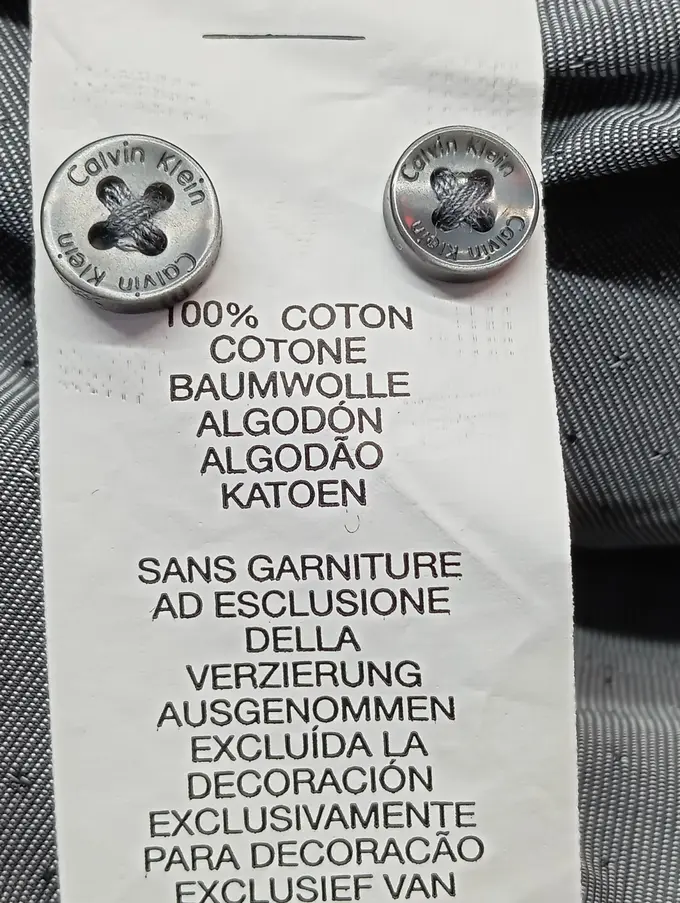 Calvin Klein
Calvin Klein
Calvin Klein
Calvin Klein
100% COTON
COTONE
BAUMWOLLE
ALGODÓN
ALGODÃO
KATOEN
SANS GARNITURE
AD ESCLUSIONE
DELLA
VERZIERUNG
AUSGENOMMEN
EXCLUÍDA LA
DECORACIÓN
EXCLUSIVAMENTE
PARA DECORACÃO
EXCLUSIEF VAN